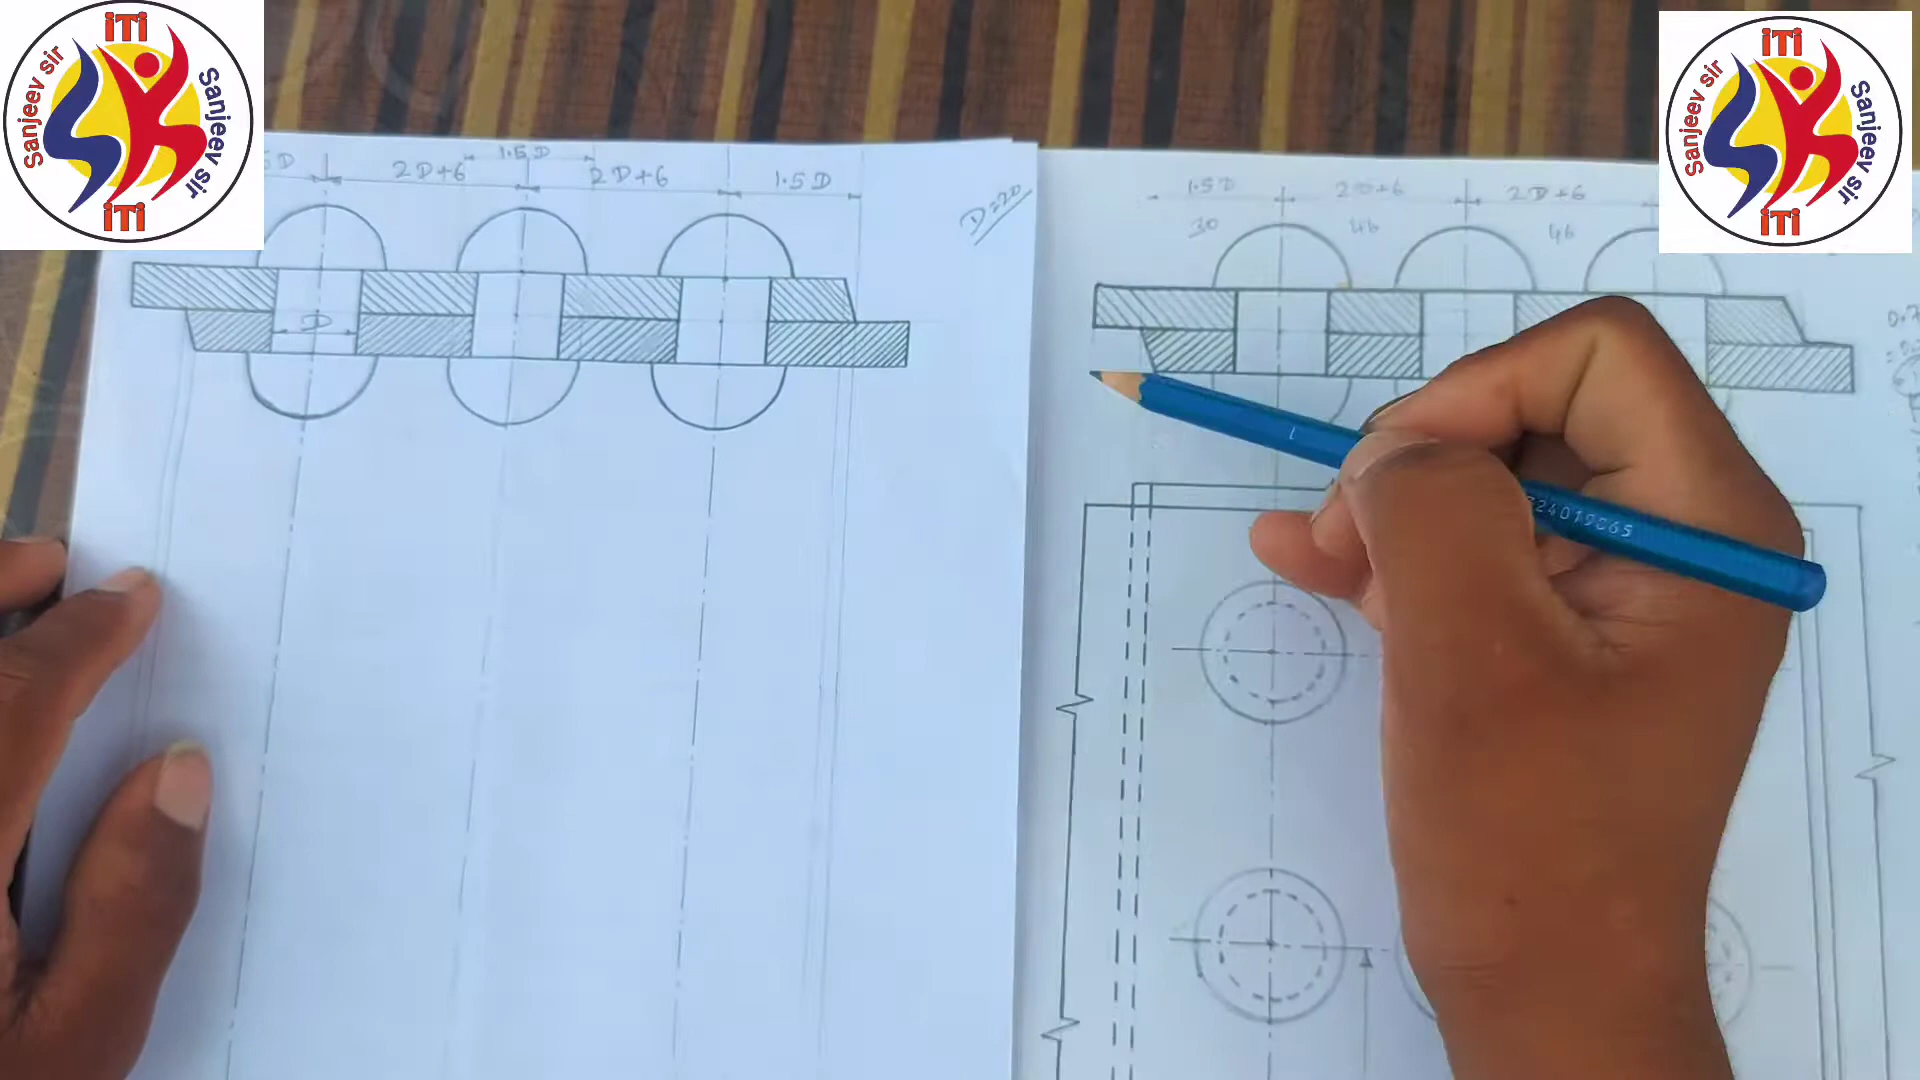 iTi
Sanjeev sir
Sanjeev sir
iTi
iTi
Sanjeev sir
Sanjeev sir
iTi
5D
2D+6
1.5D
2D+6
1.5D
D=20
D
1.5D
2D+6
2D+6
30
46
46
324019065